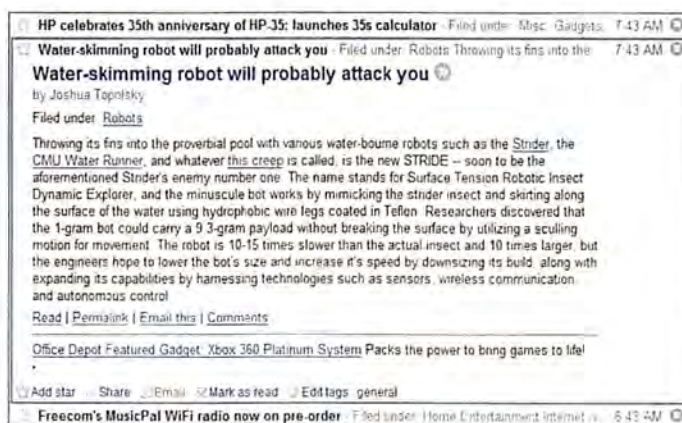 HP celebrates 35th anniversary of HP-35: launches 35s calculator - Filed under: Misc. Gadgets 7:43 AM
Water-skimming robot will probably attack you - Filed under: Robots Throwing its fins into the 7:43 AM
Water-skimming robot will probably attack you
by Joshua Topolsky
Filed under: Robots
Throwing its fins into the proverbial pool with various water-bourne robots such as the Strider, the
CMU Water Runner, and whatever this creep is called, is the new STRIDE -- soon to be the
aforementioned Strider's enemy number one. The name stands for Surface Tension Robotic Insect
Dynamic Explorer, and the minuscule bot works by mimicking the strider insect and skirting along
the surface of the water using hydrophobic wire legs coated in Teflon. Researchers discovered that
the 1-gram bot could carry a 9.3-gram payload without breaking the surface by utilizing a sculling
motion for movement. The robot is 10-15 times slower than the actual insect and 10 times larger, but
the engineers hope to lower the bot's size and increase it's speed by downsizing its build, along with
expanding its capabilities by harnessing technologies such as sensors, wireless communication,
and autonomous control.
Read | Permalink | Email this | Comments
Office Depot Featured Gadget: Xbox 360 Platinum System Packs the power to bring games to life!
Add star Share Email Mark as read Edit tags: general
Freecom's MusicPal WiFi radio now on pre-order - Filed under: Home Entertainment Internet 6:43 AM